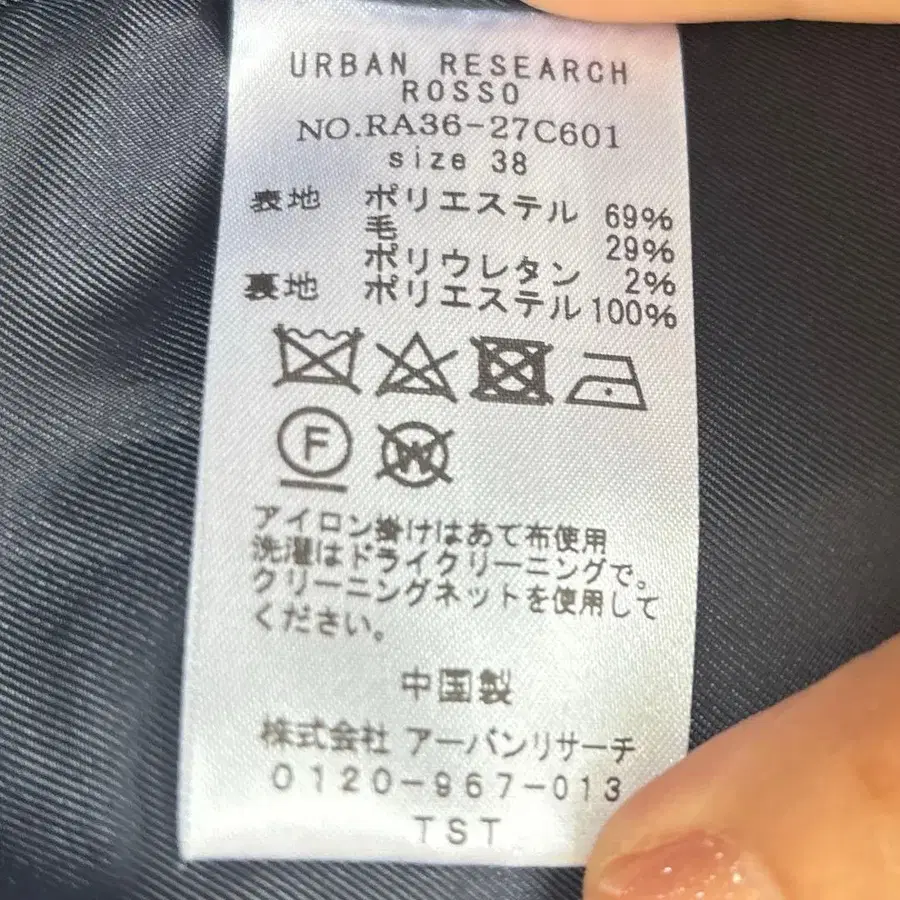 URBAN RESEARCH
ROSSO
NO.RA36-27C601
size 38
表地 ポリエステル 69%
毛 29%
ポリウレタン 2%
裏地 ポリエステル 100%
F
W
アイロン掛けはあて布使用
洗濯はドライクリーニングで。
クリーニングネットを使用して
ください。
中国製
株式会社 アーバンリサーチ
0120-967-013
TST